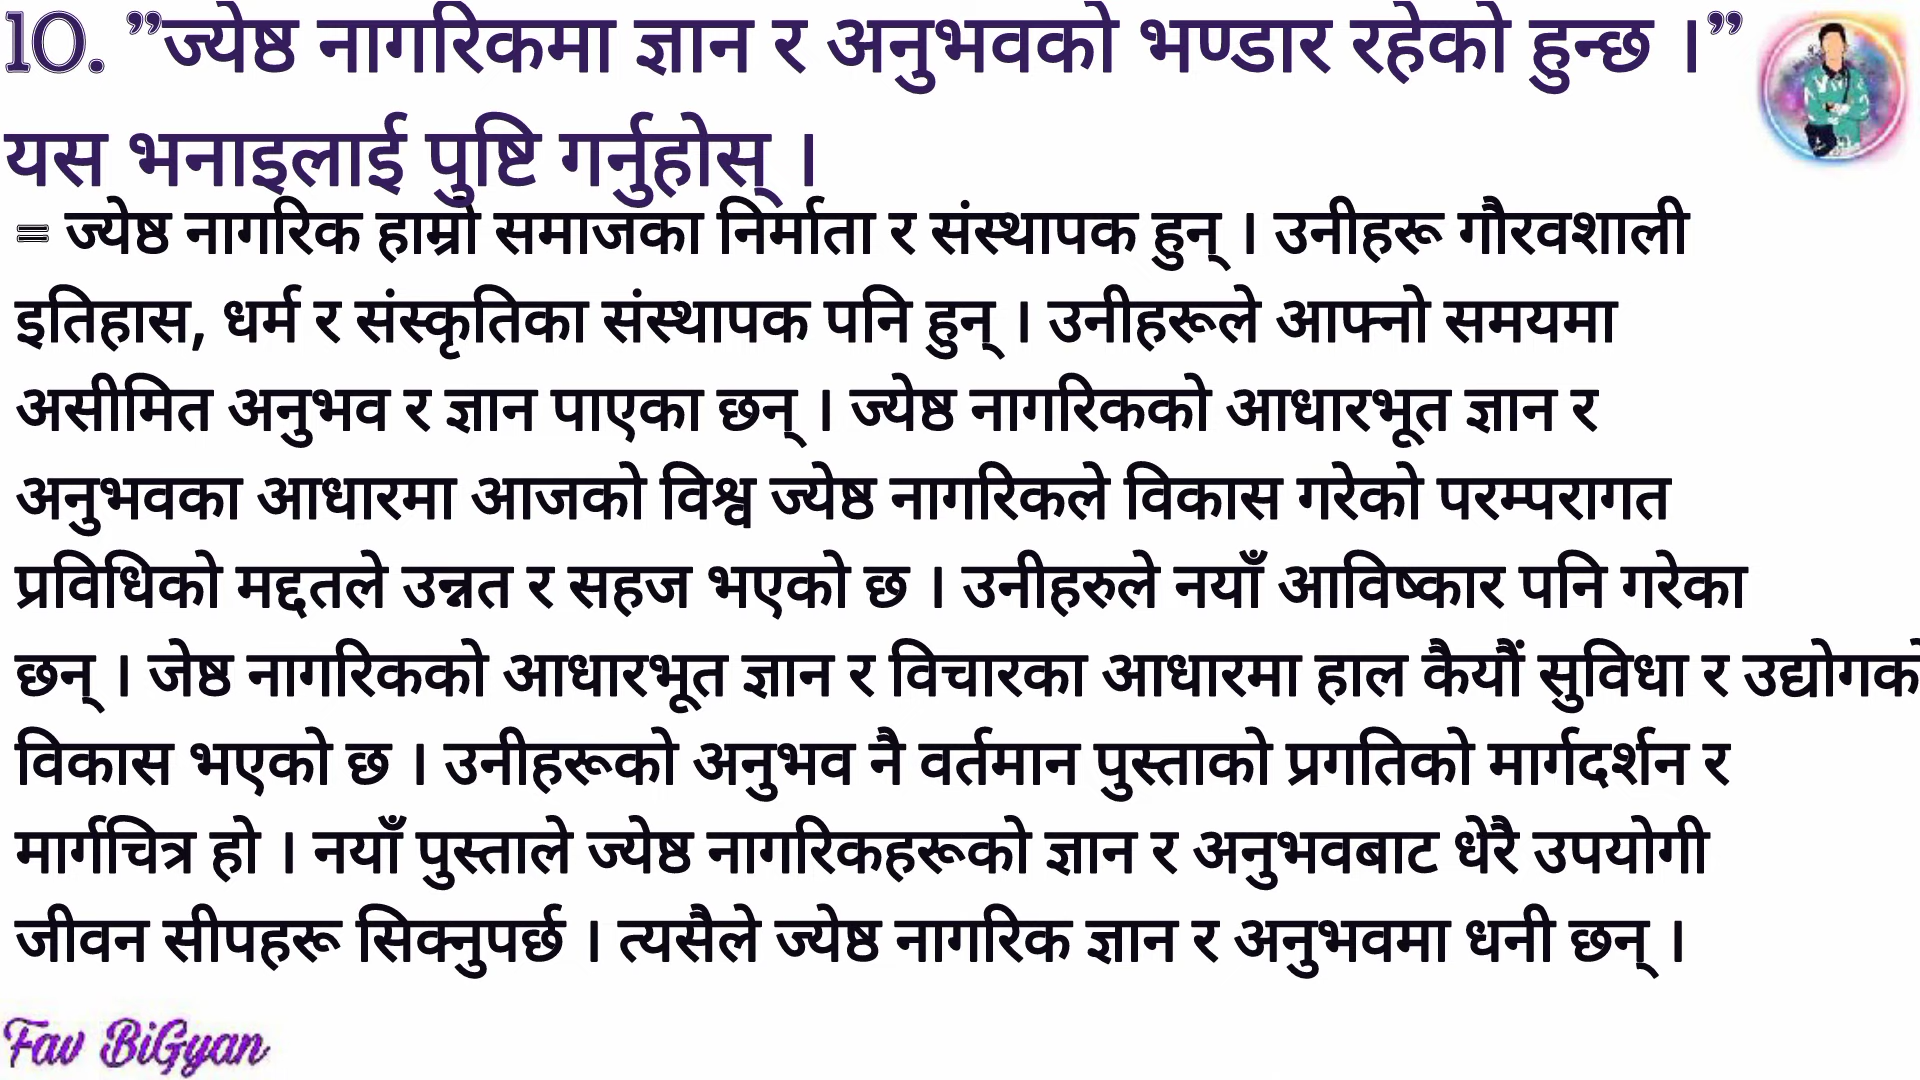 10. ”ज्येष्ठ नागरिकमा ज्ञान र अनुभवको भण्डार रहेको हुन्छ ।”
यस भनाइलाई पुष्टि गर्नुहोस् ।
= ज्येष्ठ नागरिक हाम्रो समाजका निर्माता र संस्थापक हुन् । उनीहरू गौरवशाली
इतिहास, धर्म र संस्कृतिका संस्थापक पनि हुन् । उनीहरूले आफ्नो समयमा
असीमित अनुभव र ज्ञान पाएका छन् । ज्येष्ठ नागरिकको आधारभूत ज्ञान र
अनुभवका आधारमा आजको विश्व ज्येष्ठ नागरिकले विकास गरेको परम्परागत
प्रविधिको मद्दतले उन्नत र सहज भएको छ । उनीहरुले नयाँ आविष्कार पनि गरेका
छन् । जेष्ठ नागरिकको आधारभूत ज्ञान र विचारका आधारमा हाल कैयौं सुविधा र उद्योगको
विकास भएको छ । उनीहरूको अनुभव नै वर्तमान पुस्ताको प्रगतिको मार्गदर्शन र
मार्गचित्र हो । नयाँ पुस्ताले ज्येष्ठ नागरिकहरूको ज्ञान र अनुभवबाट धेरै उपयोगी
जीवन सीपहरू सिक्नुपर्छ । त्यसैले ज्येष्ठ नागरिक ज्ञान र अनुभवमा धनी छन् ।
Fav BiGyan